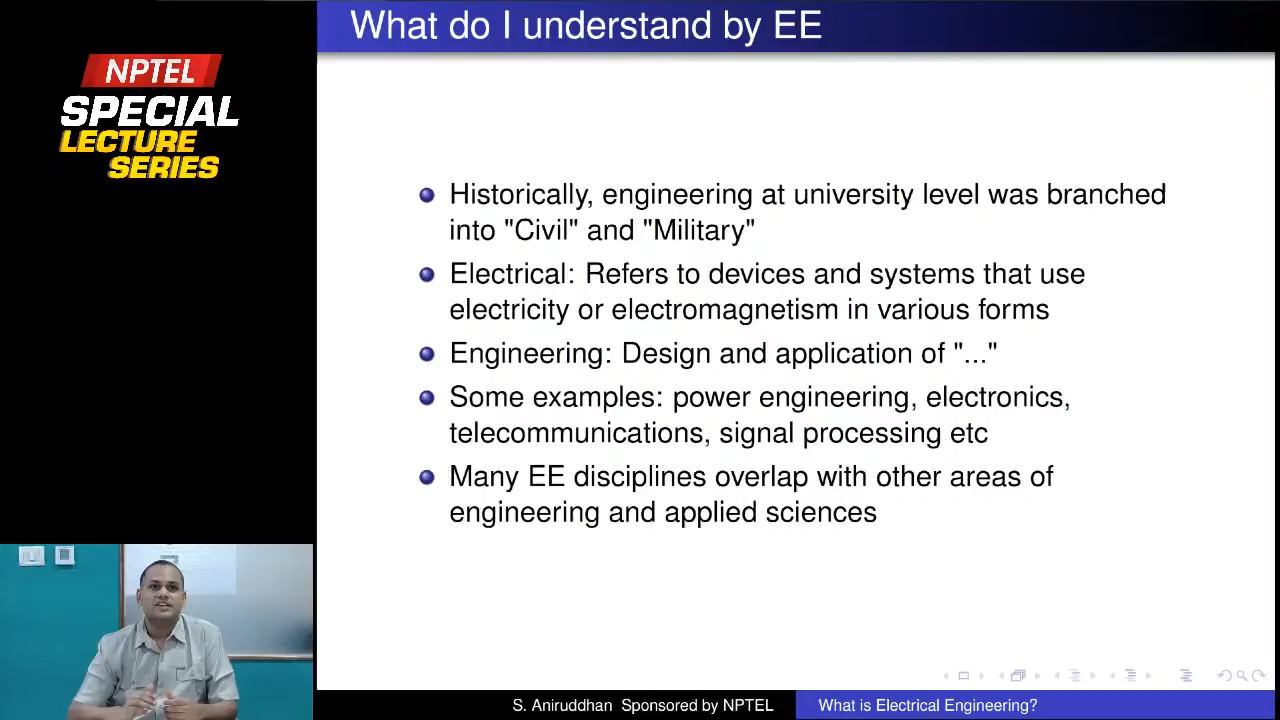 What do I understand by EE
NPTEL
SPECIAL
LECTURE
SERIES
Historically, engineering at university level was branched
into "Civil" and "Military"
Electrical: Refers to devices and systems that use
electricity or electromagnetism in various forms
Engineering: Design and application of "..."
Some examples: power engineering, electronics,
telecommunications, signal processing etc
Many EE disciplines overlap with other areas of
engineering and applied sciences
S. Aniruddhan Sponsored by NPTEL
What is Electrical Engineering?